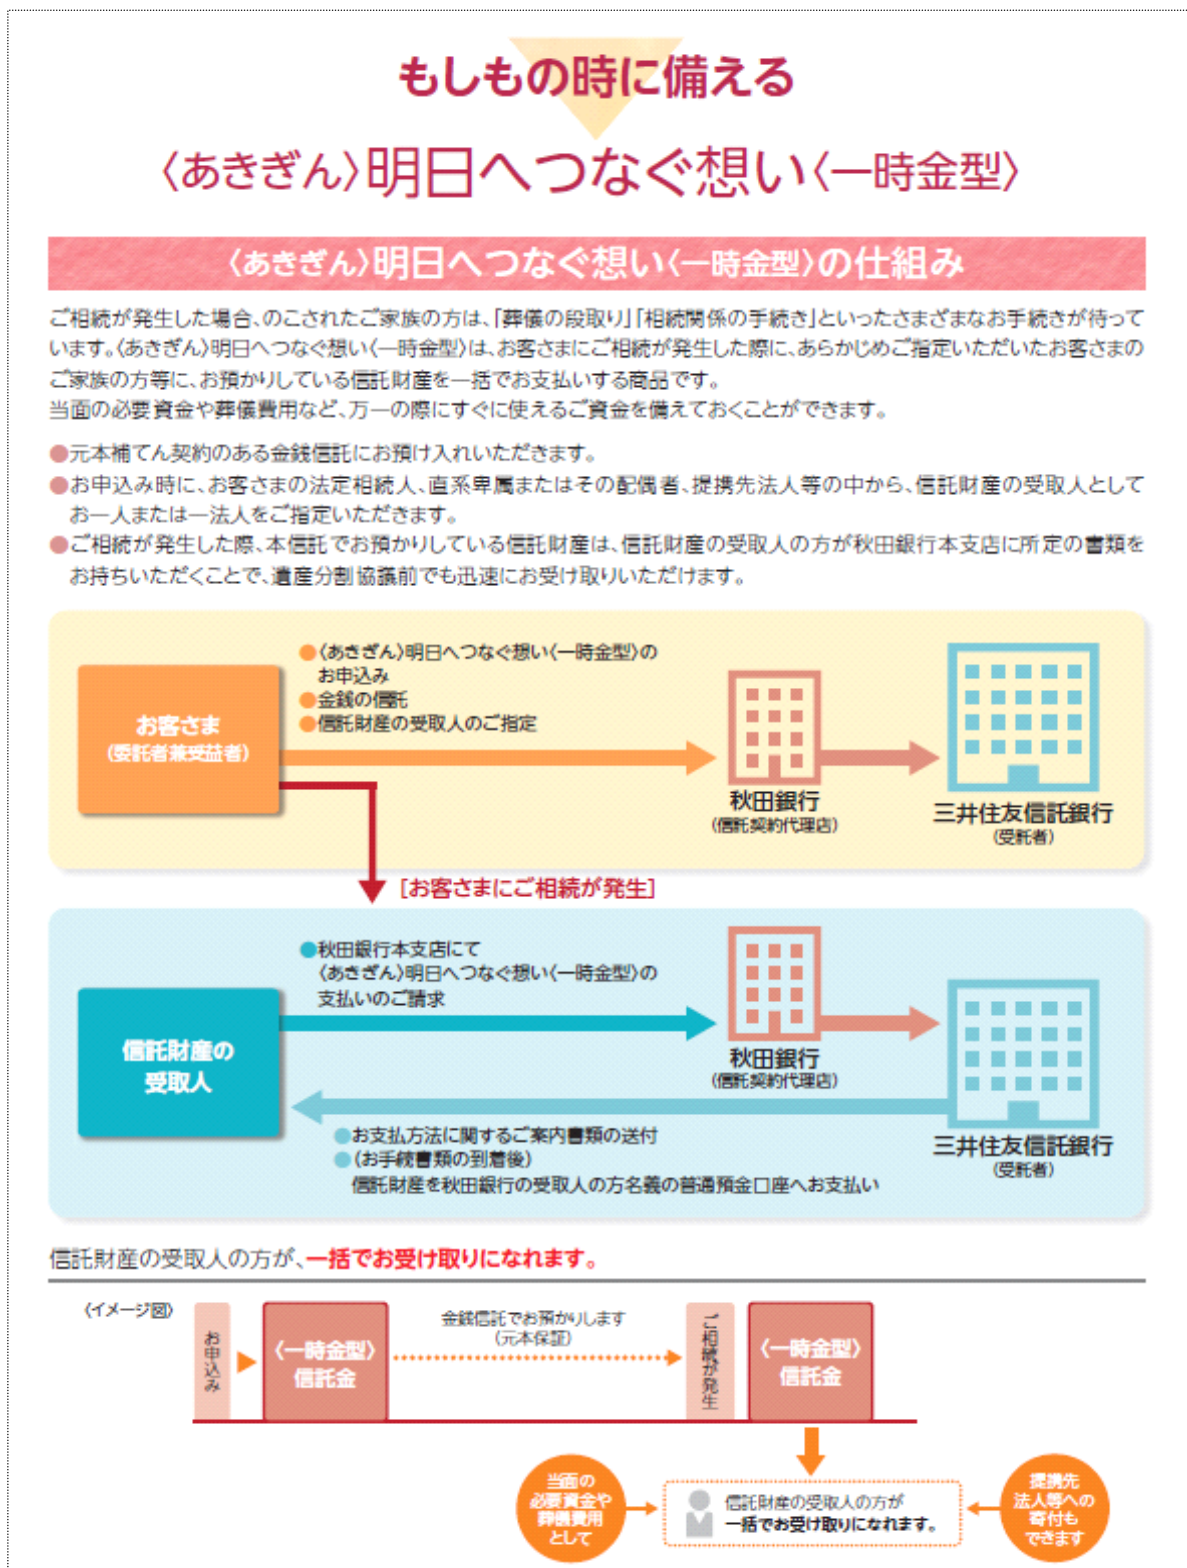 もしもの時に備える
〈あきぎん〉明日へつなぐ想い〈一時金型〉
〈あきぎん〉明日へつなぐ想い〈一時金型〉の仕組み
ご相続が発生した場合、のこされたご家族の方は、「葬儀の段取り」「相続関係の手続き」といったさまざまなお手続きが待って
います。〈あきぎん〉明日へつなぐ想い〈一時金型〉は、お客さまにご相続が発生した際に、あらかじめご指定いただいたお客さまの
ご家族の方等に、お預かりしている信託財産を一括でお支払いする商品です。
当面の必要資金や葬儀費用など、万一の際にすぐに使えるご資金を備えておくことができます。
●元本補てん契約のある金銭信託にお預け入れいただきます。
●お申込み時に、お客さまの法定相続人、直系卑属またはその配偶者、提携先法人等の中から、信託財産の受取人として
お一人または一法人をご指定いただきます。
●ご相続が発生した際、本信託でお預かりしている信託財産は、信託財産の受取人の方が秋田銀行本支店に所定の書類を
お持ちいただくことで、遺産分割協議前でも迅速にお受け取りいただけます。
お客さま
(委託者兼受益者)
●〈あきぎん〉明日へつなぐ想い〈一時金型〉の
お申込み
●金銭の信託
●信託財産の受取人のご指定
秋田銀行
(信託契約代理店)
三井住友信託銀行
(受託者)
[お客さまにご相続が発生]
●秋田銀行本支店にて
〈あきぎん〉明日へつなぐ想い〈一時金型〉の
支払いのご請求
信託財産の
受取人
秋田銀行
(信託契約代理店)
三井住友信託銀行
(受託者)
●お支払方法に関するご案内書類の送付
●(お手続書類の到着後)
信託財産を秋田銀行の受取人の方名義の普通預金口座へお支払い
信託財産の受取人の方が、一括でお受け取りになれます。
〈イメージ図〉
お申込み
〈一時金型〉
信託金
金銭信託でお預かりします
(元本保証)
ご相続が発生
〈一時金型〉
信託金
当面の
必要資金や
葬儀費用
として
信託財産の受取人の方が
一括でお受け取りになれます。
提携先
法人等への
寄付も
できます